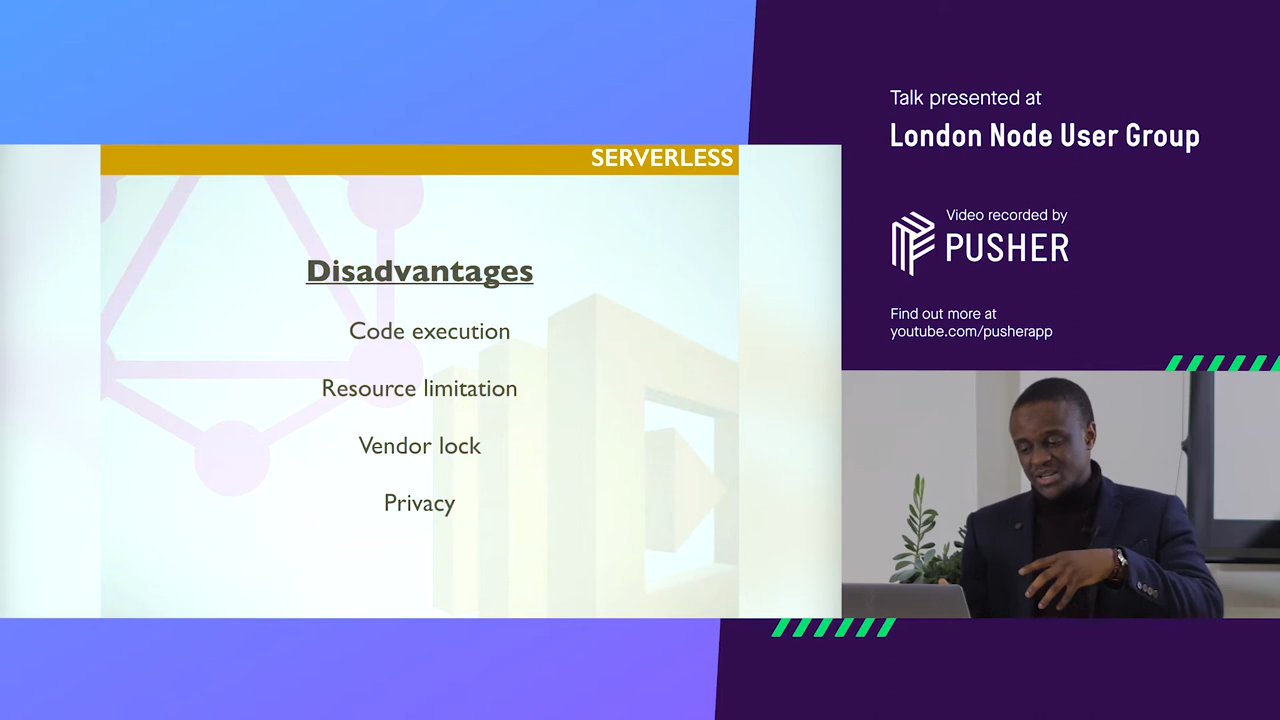 SERVERLESS
Disadvantages
Code execution
Resource limitation
Vendor lock
Privacy
Talk presented at
London Node User Group
Video recorded by
PUSHER
Find out more at
youtube.com/pusherapp